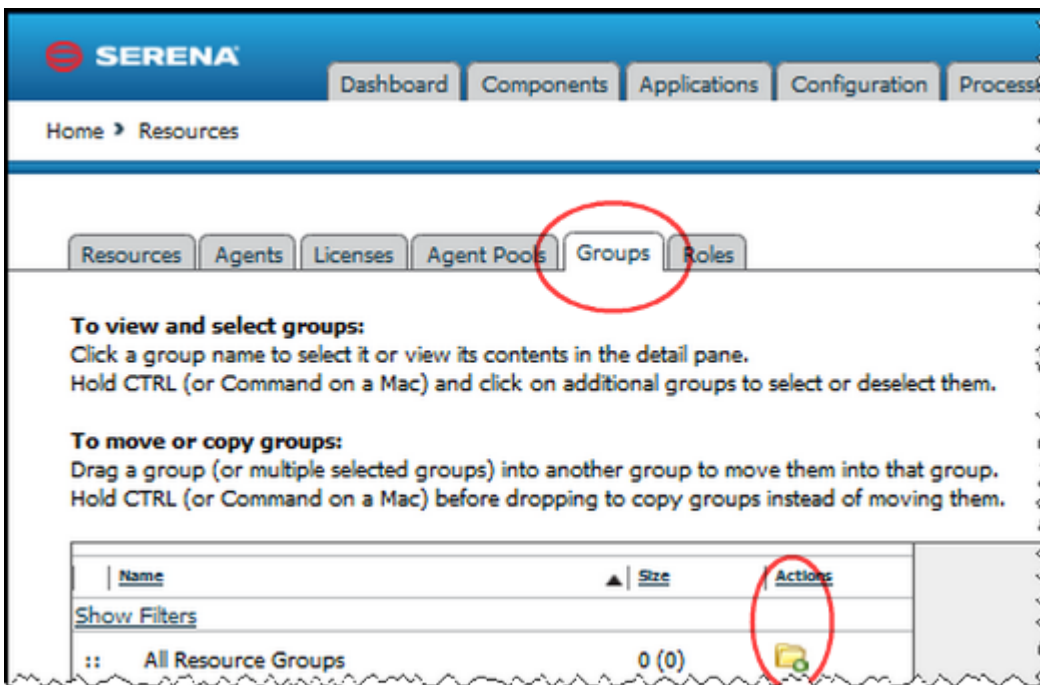 SERENA
Dashboard Components Applications Configuration
Home > Resources
Resources Agents Licenses Agent Pools Groups Roles
To view and select groups:
Click a group name to select it or view its contents in the detail pane.
Hold CTRL (or Command on a Mac) and click on additional groups to select or deselect them.
To move or copy groups:
Drag a group (or multiple selected groups) into another group to move them into that group.
Hold CTRL (or Command on a Mac) before dropping to copy groups instead of moving them.
Name Size Actions
Show Filters
:: All Resource Groups 0 (0)